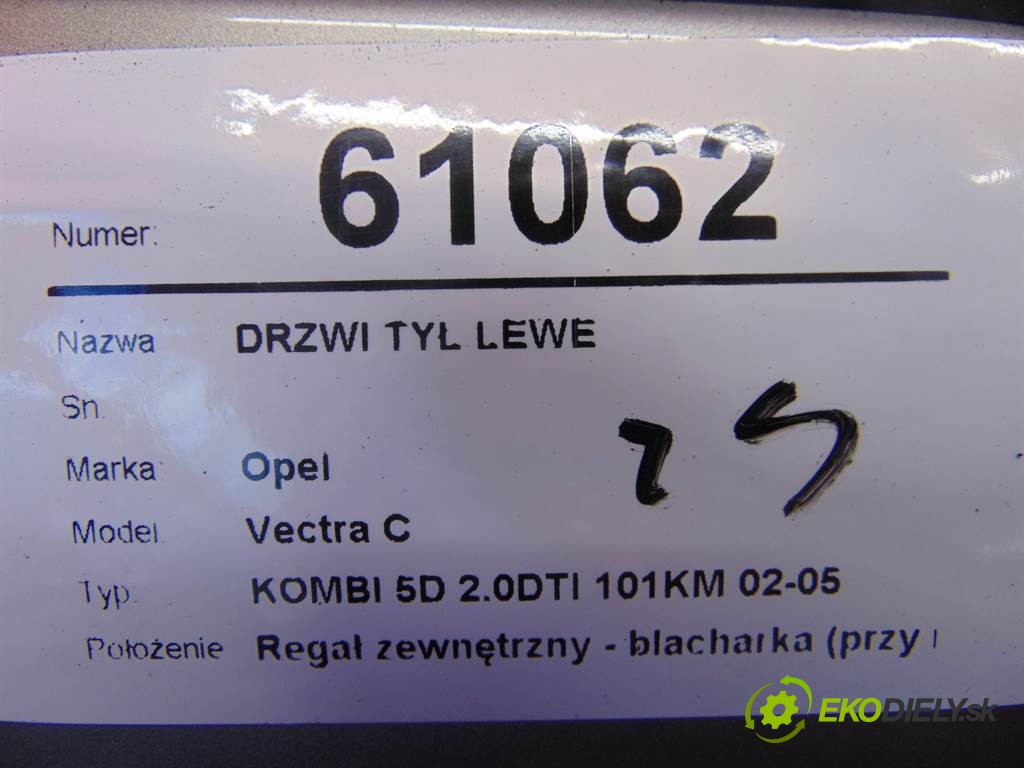 Numer: 61062
Nazwa DRZWI TYŁ LEWE
Sn.
Marka Opel
Model Vectra C
Typ: KOMBI 5D 2.0DTI 101KM 02-05
Położenie Regał zewnętrzny - blacharka (przy
EKODIELY.sk